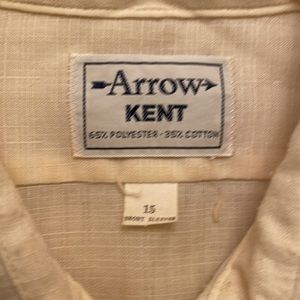 Arrow
KENT
65% POLYESTER - 35% COTTON
15
SHORT SLEEVES